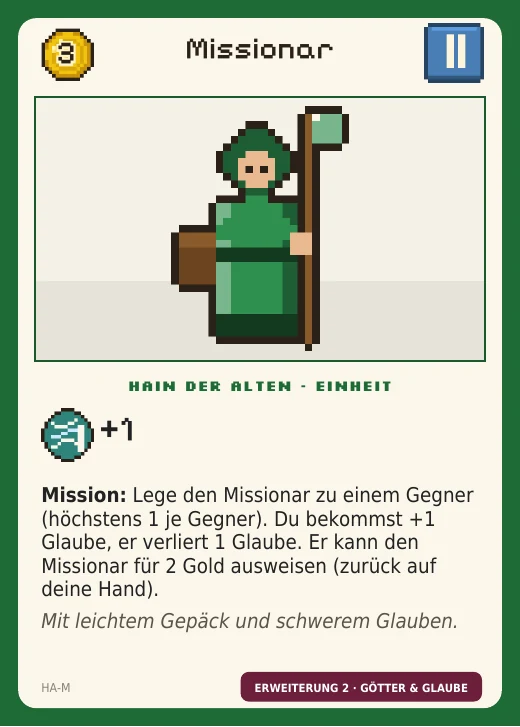 3
Missionar
II
HAIN DER ALTEN · EINHEIT
+1
Mission: Lege den Missionar zu einem Gegner
(höchstens 1 je Gegner). Du bekommst +1
Glaube, er verliert 1 Glaube. Er kann den
Missionar für 2 Gold ausweisen (zurück auf
deine Hand).
Mit leichtem Gepäck und schwerem Glauben.
HA-M
ERWEITERUNG 2 · GÖTTER & GLAUBE